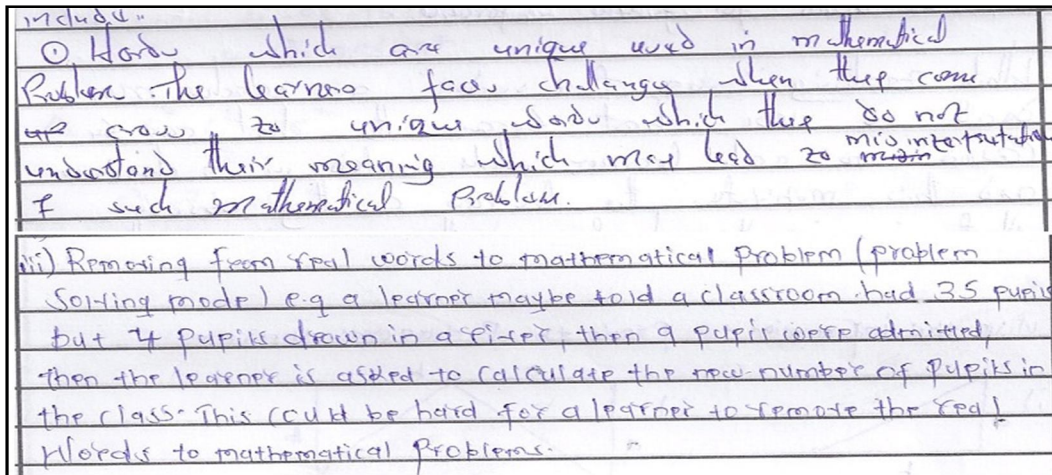 include..
① Words which are unique used in mathematical
Problem. The learners faces challanges when they come
across to unique words which they do not
understand their meaning which may lead to misinterpretation
f such mathematical Problem.
iii) Removing from real words to mathematical problem (problem
Solving mode) e.g a learner maybe told a classroom had 35 pupils
but 4 pupils drown in a river, then 9 pupil were admitted,
then the learner is asked to calculate the new number of pupils in
the class. This could be hard for a learner to remove the real
Words to mathematical Problems.